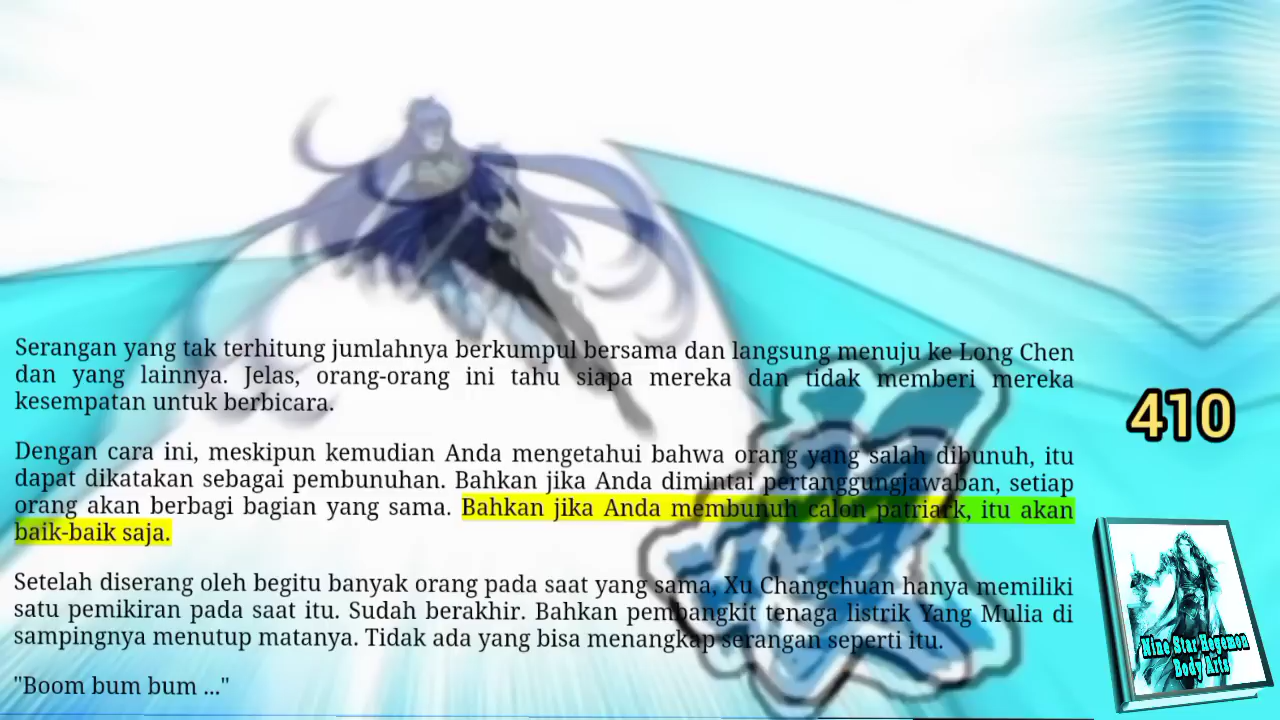 Serangan yang tak terhitung jumlahnya berkumpul bersama dan langsung menuju ke Long Chen
dan yang lainnya. Jelas, orang-orang ini tahu siapa mereka dan tidak memberi mereka
kesempatan untuk berbicara.
Dengan cara ini, meskipun kemudian Anda mengetahui bahwa orang yang salah dibunuh, itu
dapat dikatakan sebagai pembunuhan. Bahkan jika Anda dimintai pertanggungjawaban, setiap
orang akan berbagi bagian yang sama. Bahkan jika Anda membunuh calon patriark, itu akan
baik-baik saja.
Setelah diserang oleh begitu banyak orang pada saat yang sama, Xu Changchuan hanya memiliki
satu pemikiran pada saat itu. Sudah berakhir. Bahkan pembangkit tenaga listrik Yang Mulia di
sampingnya menutup matanya. Tidak ada yang bisa menangkap serangan seperti itu.
"Boom bum bum ..."
410
Nine Star Hegemon
Body Arts